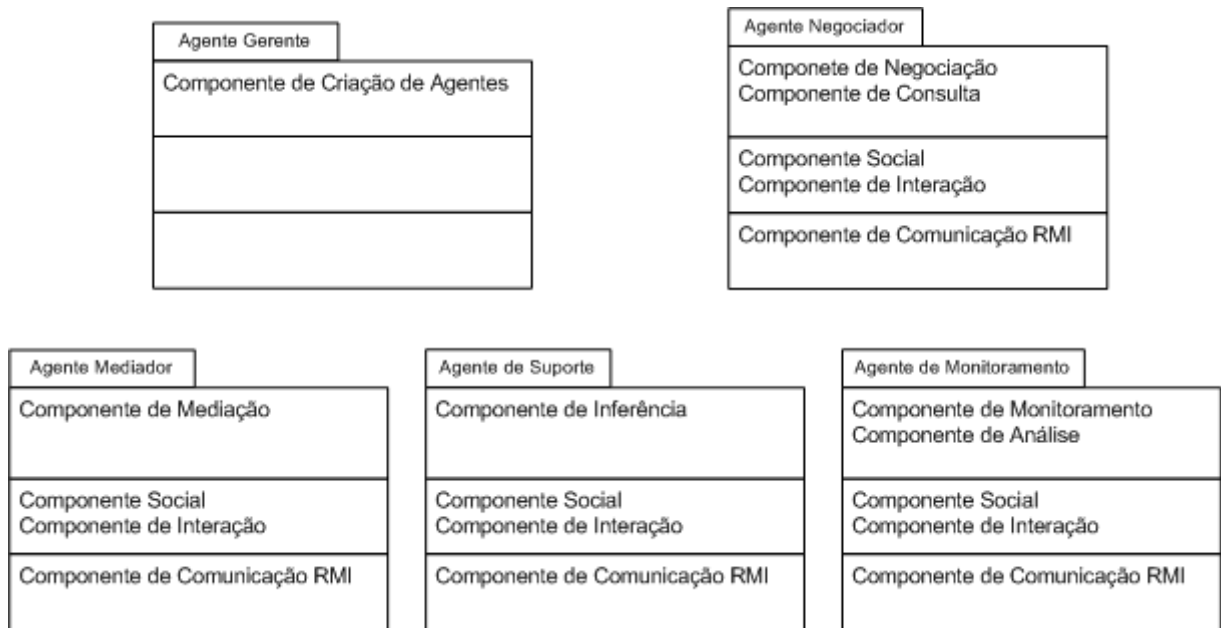 Agente Gerente
Componente de Criação de Agentes
Agente Negociador
Componete de Negociação
Componente de Consulta
Componente Social
Componente de Interação
Componente de Comunicação RMI
Agente Mediador
Componente de Mediação
Componente Social
Componente de Interação
Componente de Comunicação RMI
Agente de Suporte
Componente de Inferência
Componente Social
Componente de Interação
Componente de Comunicação RMI
Agente de Monitoramento
Componente de Monitoramento
Componente de Análise
Componente Social
Componente de Interação
Componente de Comunicação RMI